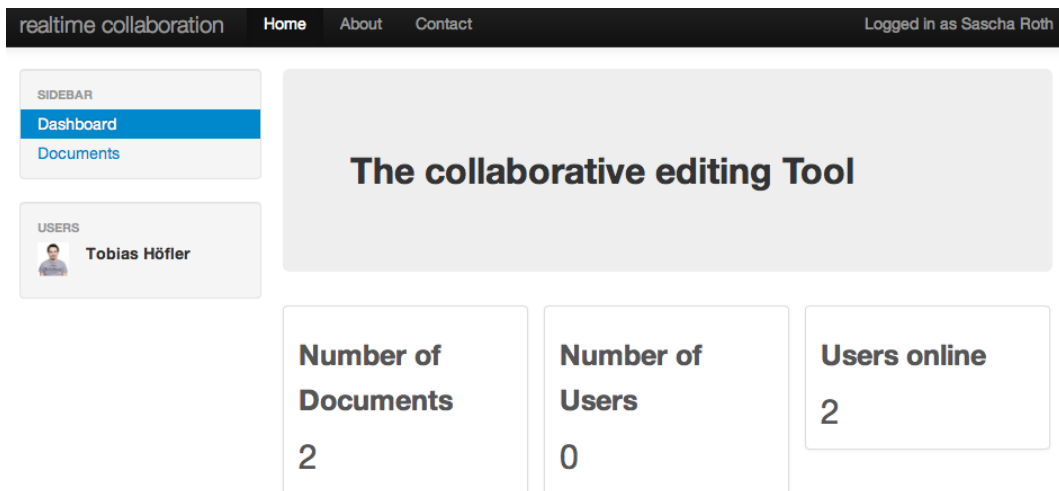 realtime collaboration Home About Contact Logged in as Sascha Roth
SIDEBAR
Dashboard
Documents
USERS
Tobias Höfler
The collaborative editing Tool
Number of
Documents
2
Number of
Users
0
Users online
2